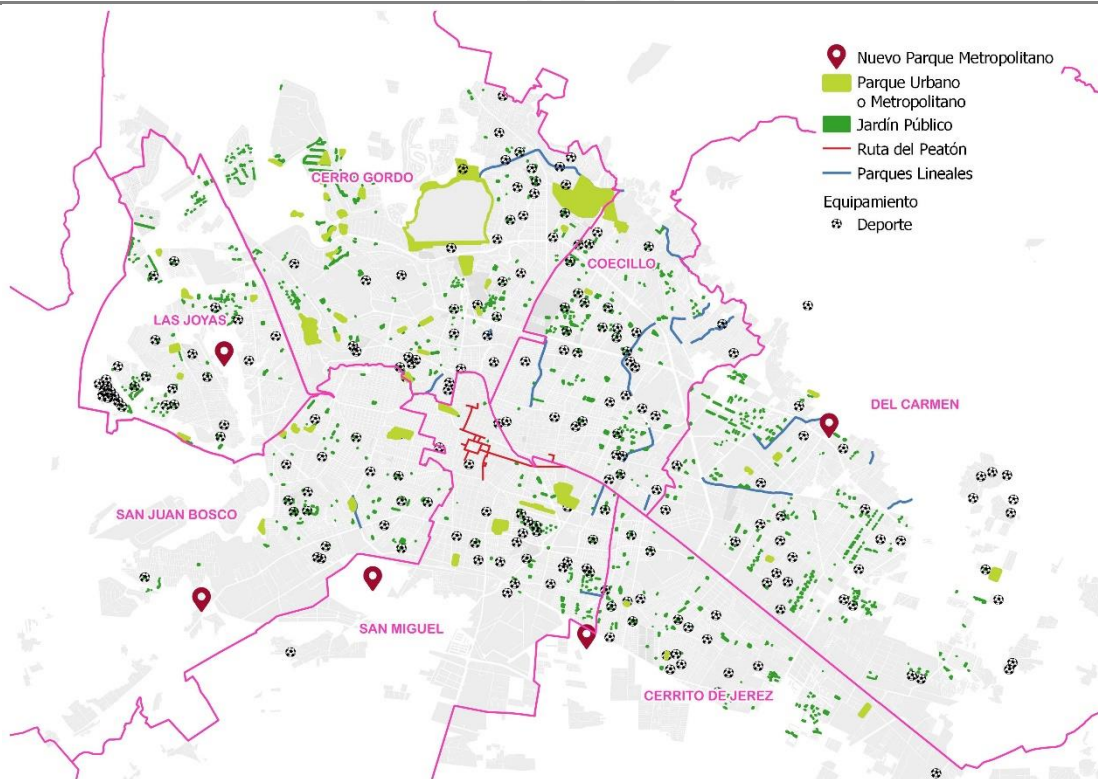 Nuevo Parque Metropolitano
Parque Urbano
o Metropolitano
Jardín Público
Ruta del Peatón
Parques Lineales
Equipamiento
Deporte
CERRO GORDO
COECILLO
LAS JOYAS
DEL CARMEN
SAN JUAN BOSCO
SAN MIGUEL
CERRITO DE JEREZ